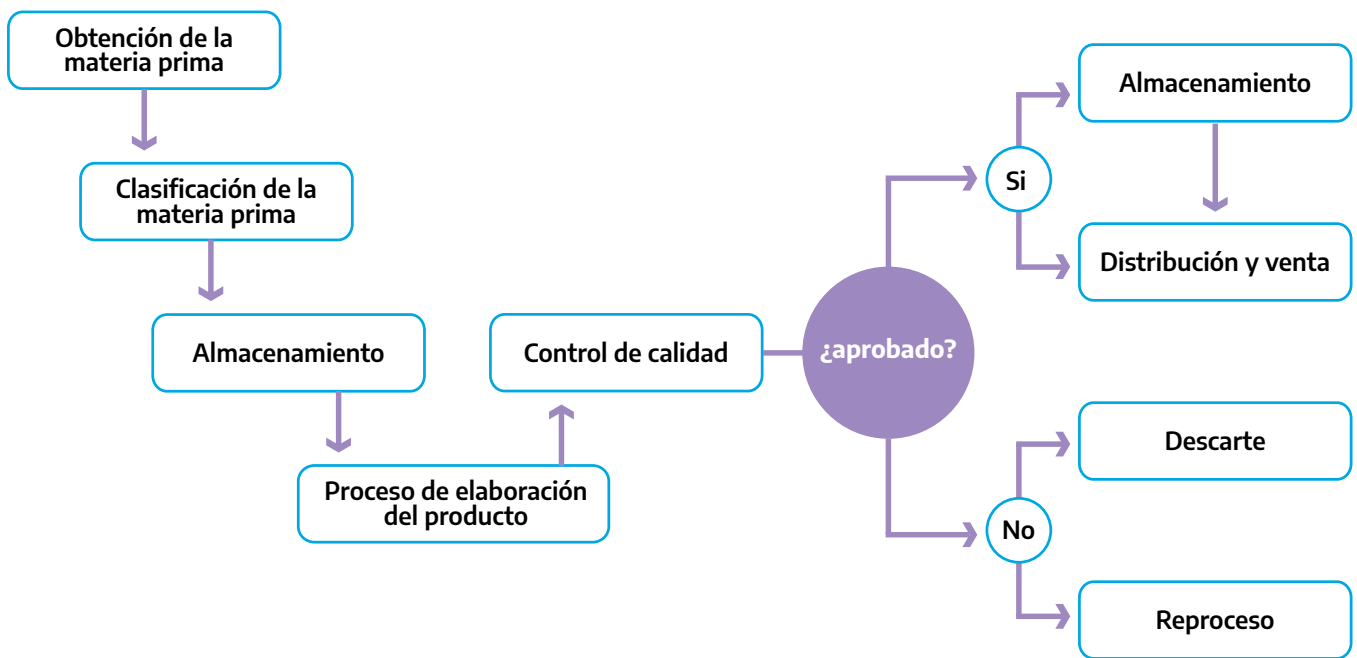 Obtención de la
materia prima
Clasificación de la
materia prima
Almacenamiento
Proceso de elaboración
del producto
Control de calidad
¿aprobado?
Si
Almacenamiento
Distribución y venta
No
Descarte
Reproceso